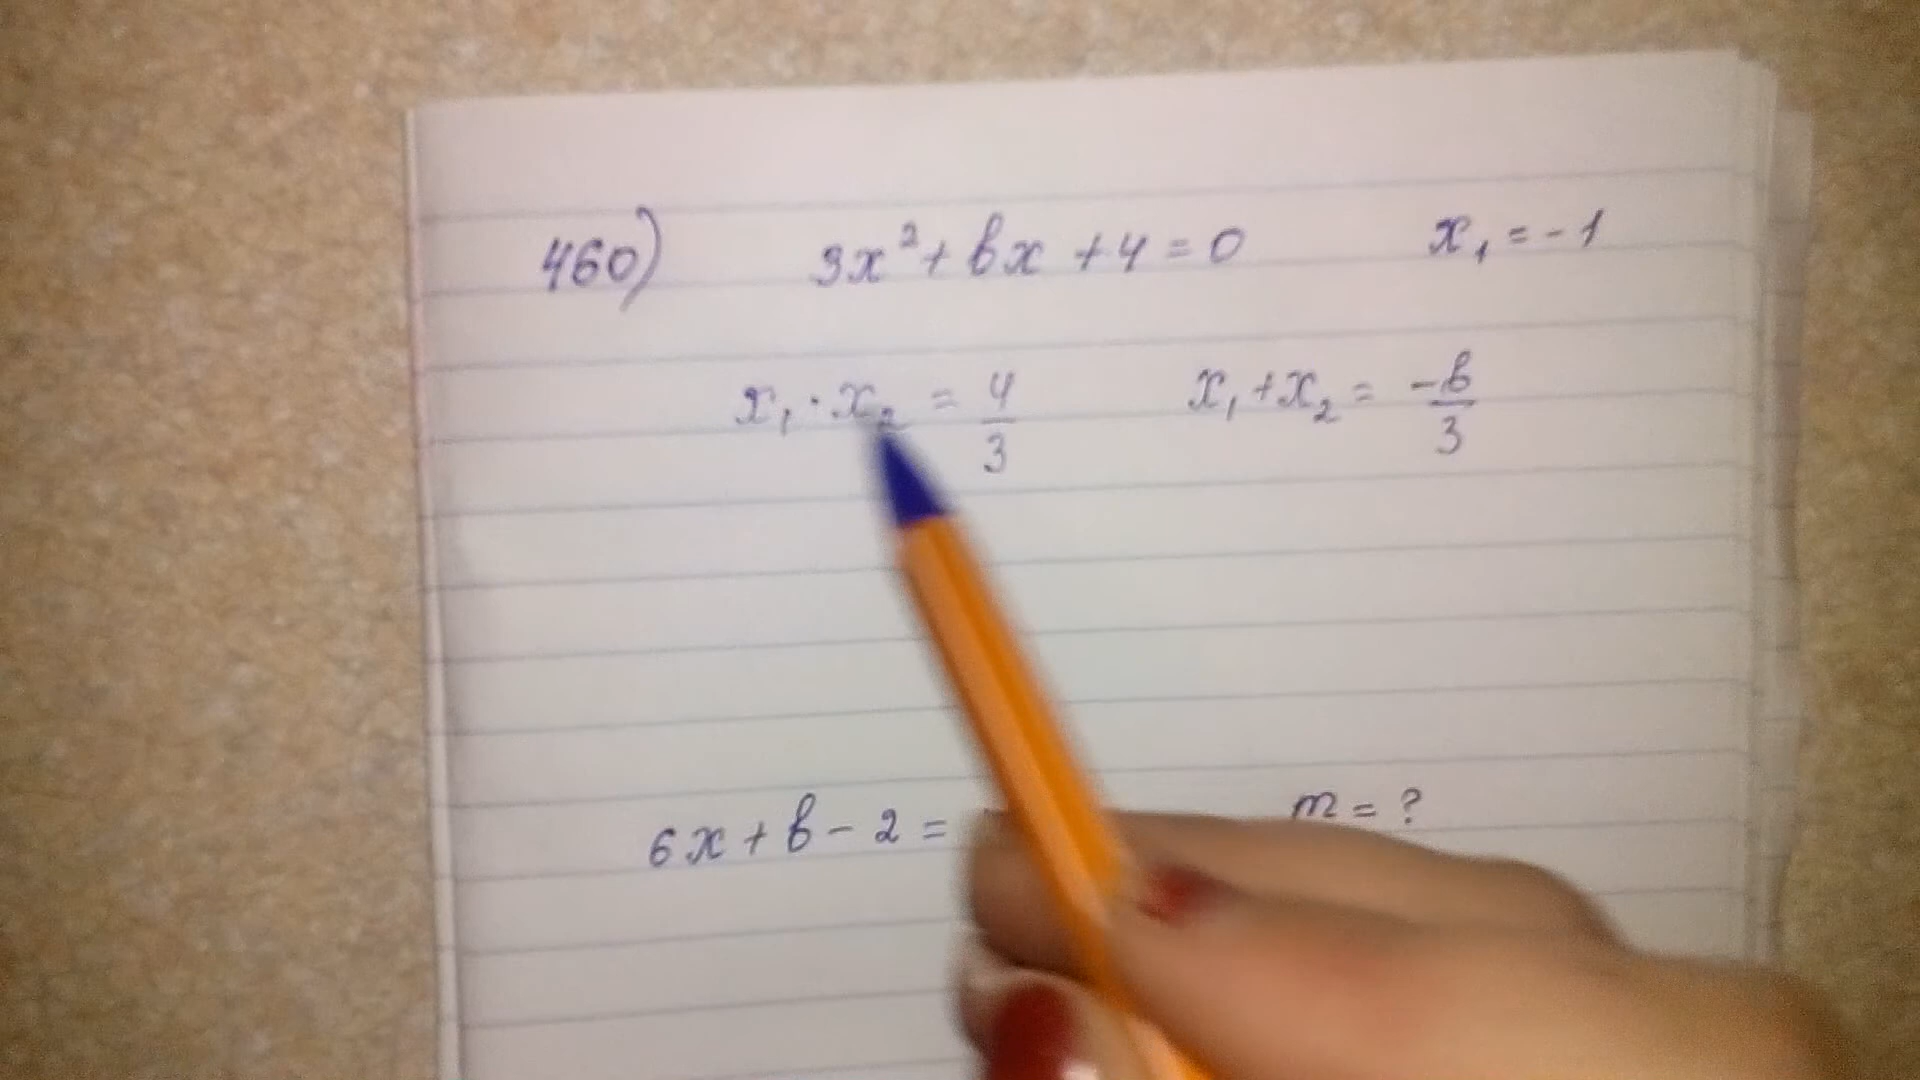 460) 3x² + bx + 4 = 0 x₁ = -1
x₁ · x₂ = 4/3 x₁ + x₂ = -b/3
6x + b - 2 = m = ?